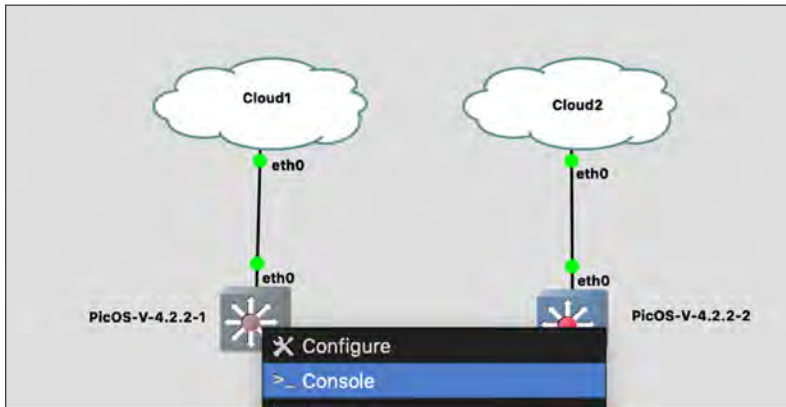 Cloud1
Cloud2
eth0
eth0
eth0
eth0
PicOS-V-4.2.2-1
PicOS-V-4.2.2-2
Configure
>_ Console